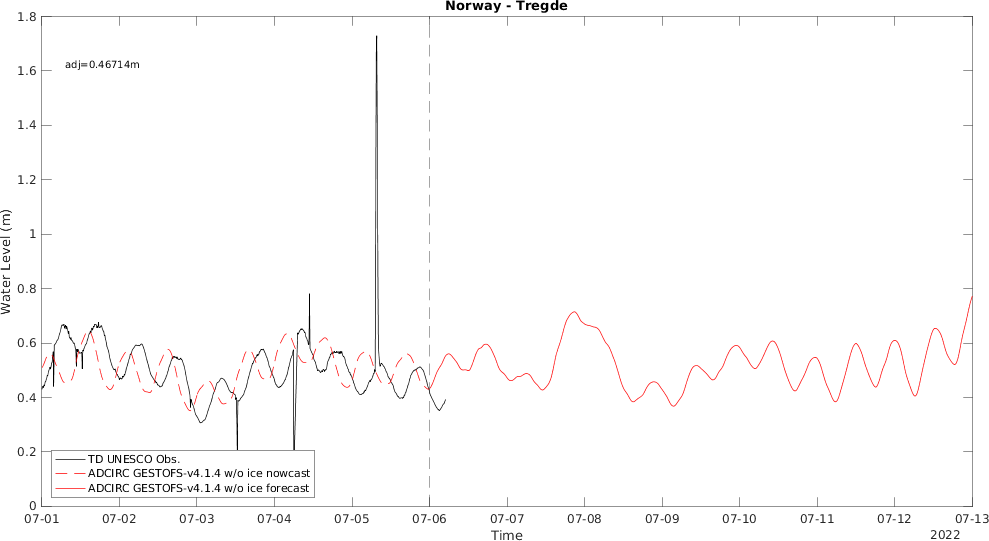 Norway - Tregde
1.8
1.6
1.4
1.2
1
0.8
0.6
0.4
0.2
0
Water Level (m)
adj=0.46714m
TD UNESCO Obs.
ADCIRC GESTOFS-v4.1.4 w/o ice nowcast
ADCIRC GESTOFS-v4.1.4 w/o ice forecast
07-01 07-02 07-03 07-04 07-05 07-06 07-07 07-08 07-09 07-10 07-11 07-12 07-13
Time
2022